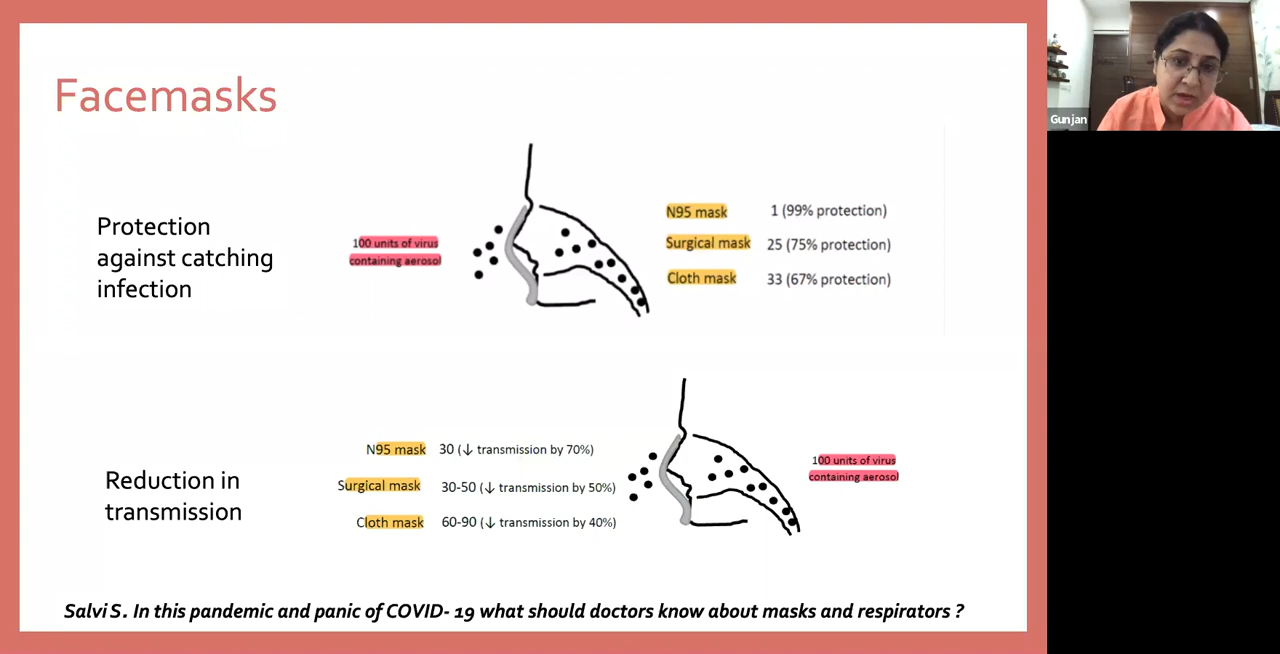 Facemasks
Protection
against catching
infection
100 units of virus
containing aerosol
N95 mask 1 (99% protection)
Surgical mask 25 (75% protection)
Cloth mask 33 (67% protection)
Reduction in
transmission
N95 mask 30 (↓ transmission by 70%)
Surgical mask 30-50 (↓ transmission by 50%)
Cloth mask 60-90 (↓ transmission by 40%)
100 units of virus
containing aerosol
Salvi S. In this pandemic and panic of COVID- 19 what should doctors know about masks and respirators ?
Gunjan